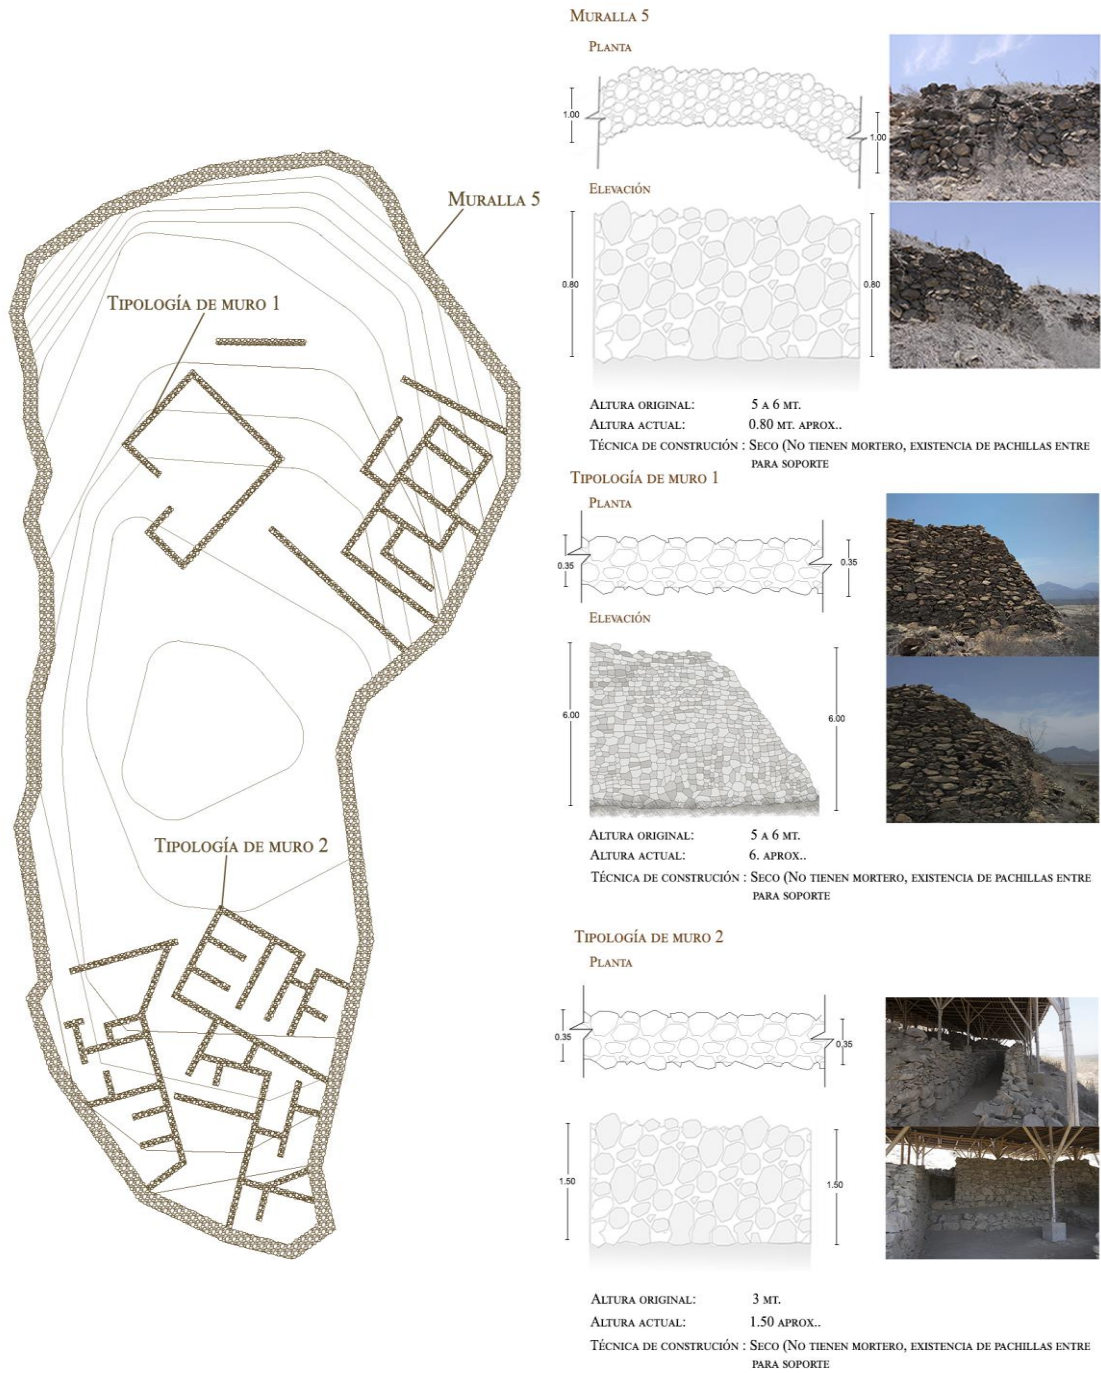 Muralla 5
Tipología de muro 1
Tipología de muro 2
Muralla 5
Planta
1.00
1.00
Elevación
0.80
0.80
Altura original: 5 a 6 mt.
Altura actual: 0.80 mt. aprox..
Técnica de construción : Seco (No tienen mortero, existencia de pachillas entre
para soporte
Tipología de muro 1
Planta
0.35
0.35
Elevación
6.00
6.00
Altura original: 5 a 6 mt.
Altura actual: 6. aprox..
Técnica de construción : Seco (No tienen mortero, existencia de pachillas entre
para soporte
Tipología de muro 2
Planta
0.35
0.35
1.50
1.50
Altura original: 3 mt.
Altura actual: 1.50 aprox..
Técnica de construción : Seco (No tienen mortero, existencia de pachillas entre
para soporte